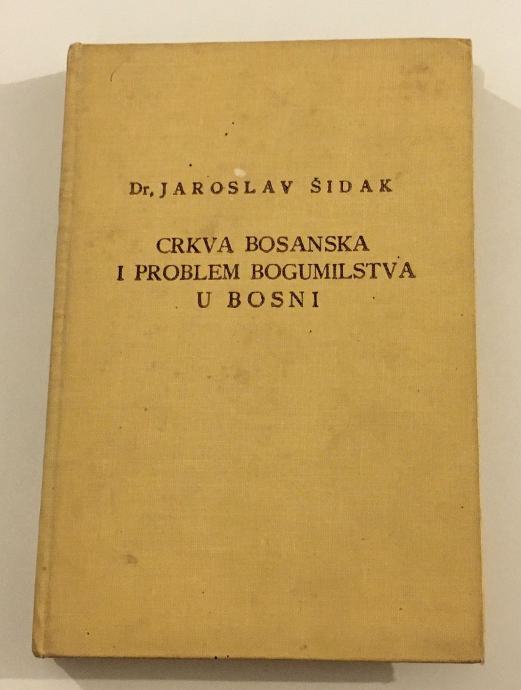 Dr. JAROSLAV ŠIDAK
CRKVA BOSANSKA
I PROBLEM BOGUMILSTVA
U BOSNI